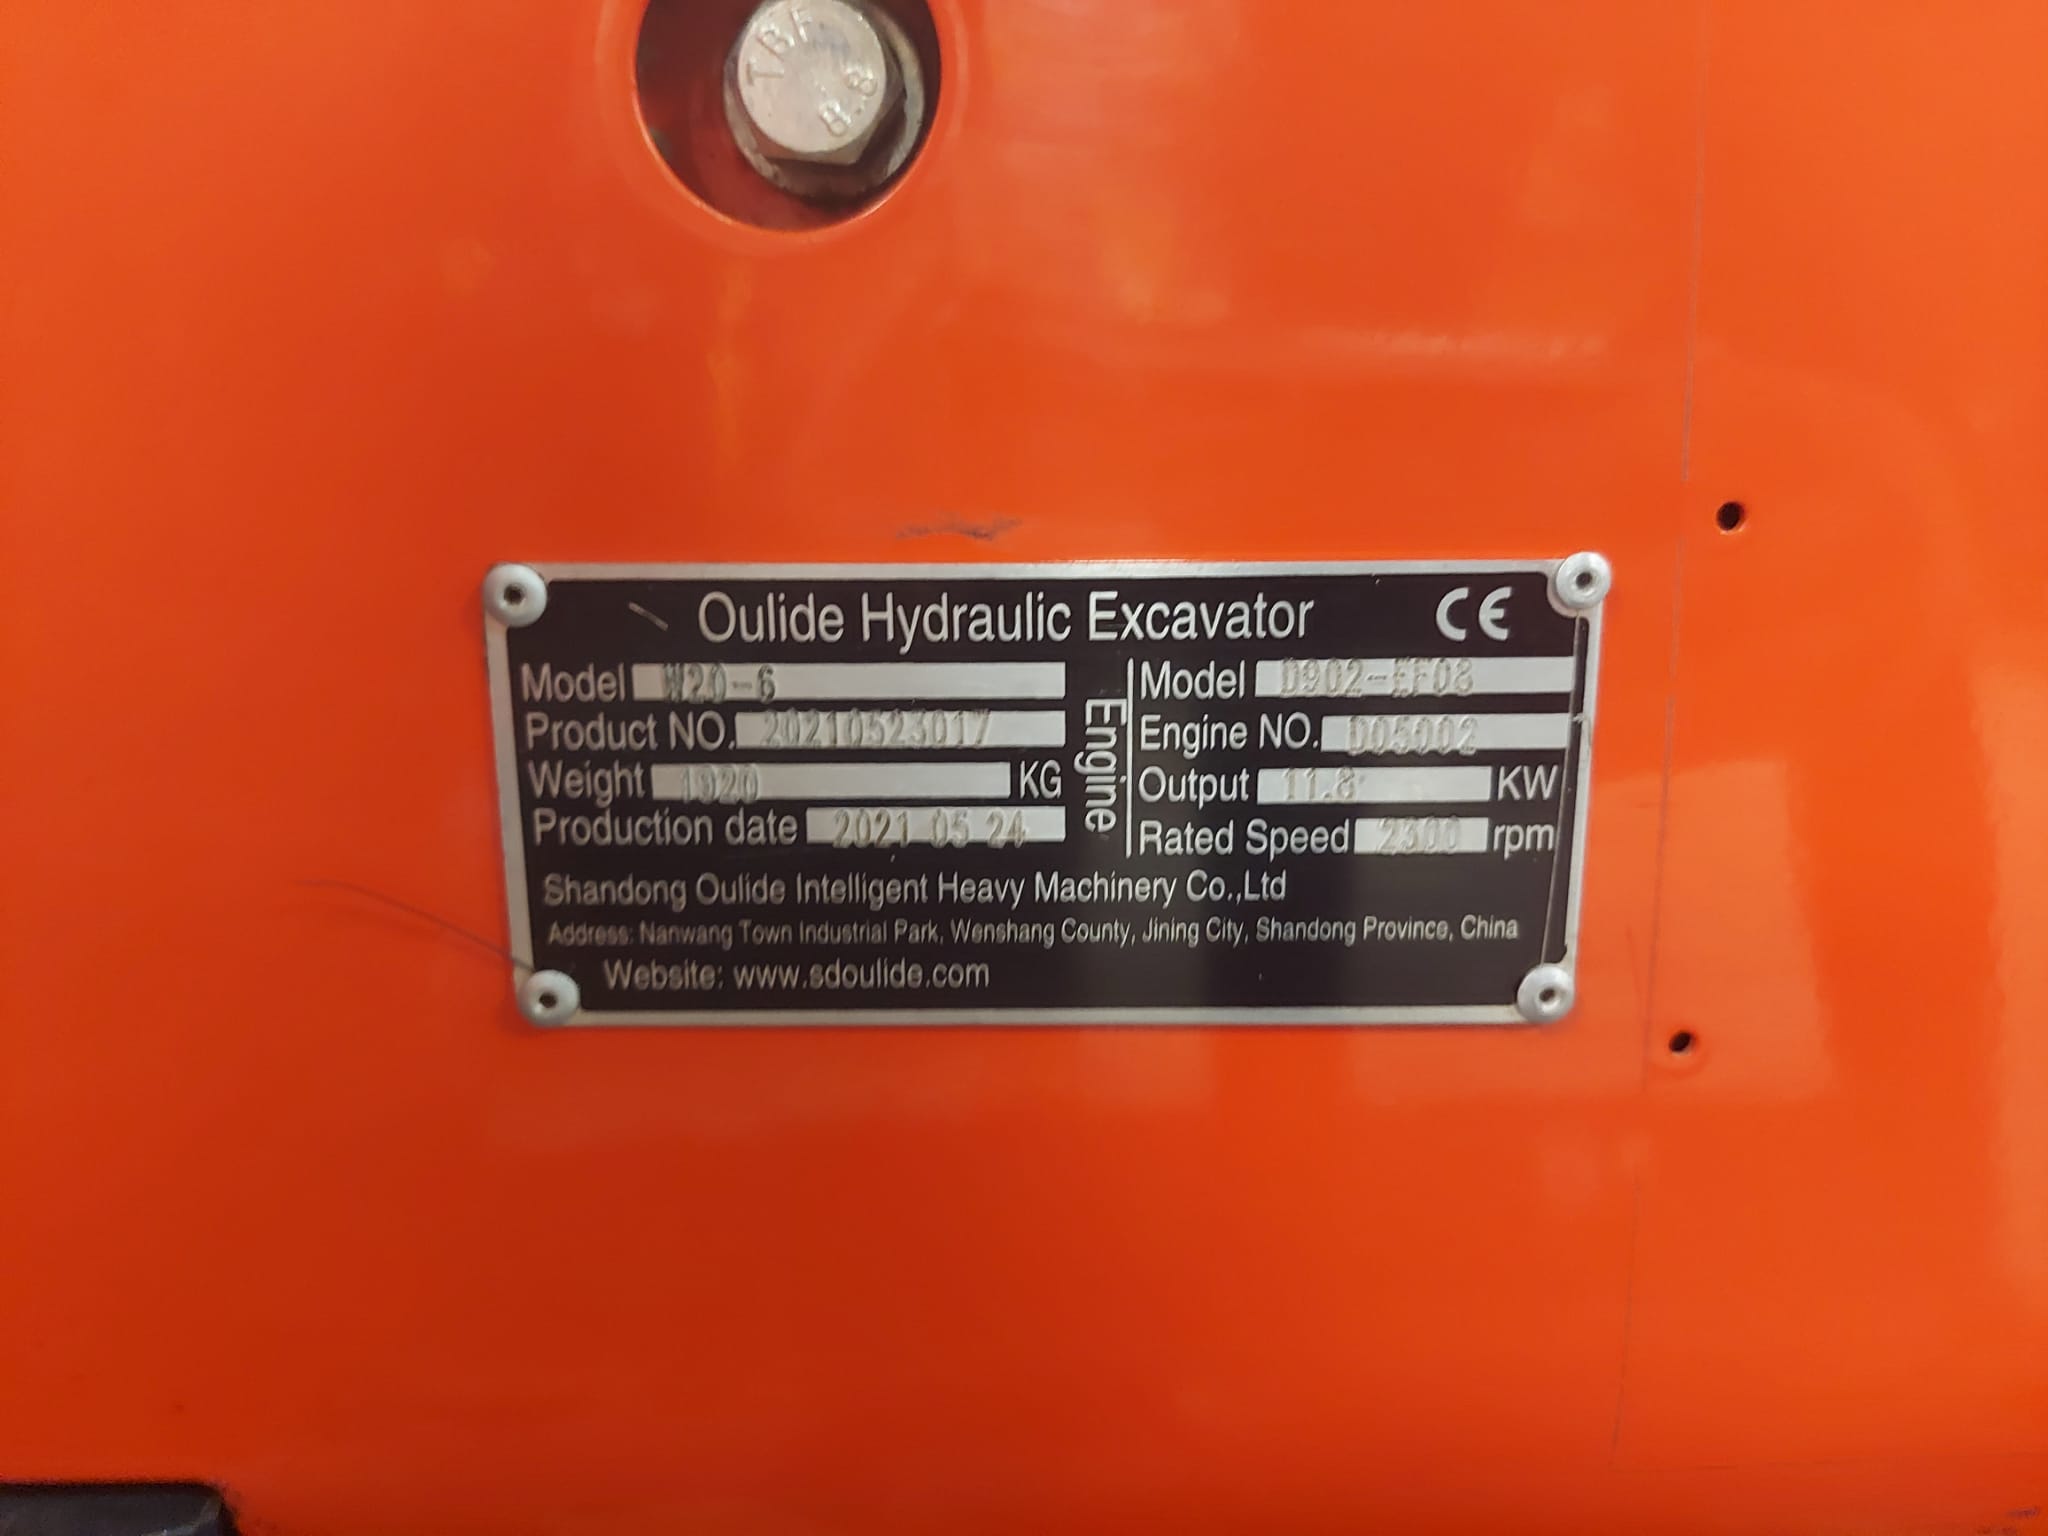 TBF
8.8
Oulide Hydraulic Excavator CE
Model W20-6
Product NO. 20210523017
Weight 1920 KG
Production date 2021 05 24
Engine
Model D902-EF08
Engine NO. D05002
Output 11.8 KW
Rated Speed 2300 rpm
Shandong Oulide Intelligent Heavy Machinery Co.,Ltd
Address: Nanwang Town Industrial Park, Wenshang County, Jining City, Shandong Province, China
Website: www.sdoulide.com